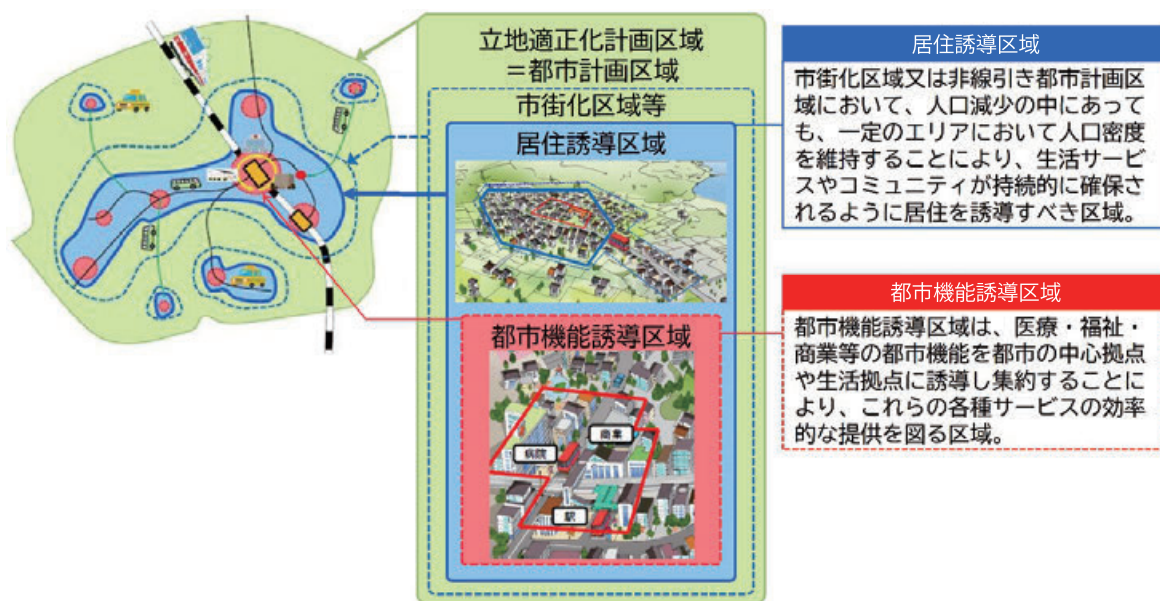 立地適正化計画区域
＝都市計画区域
市街化区域等
居住誘導区域
都市機能誘導区域
病院
商業
駅
居住誘導区域
市街化区域又は非線引き都市計画区
域において、人口減少の中にあって
も、一定のエリアにおいて人口密度
を維持することにより、生活サービ
スやコミュニティが持続的に確保さ
れるように居住を誘導すべき区域。
都市機能誘導区域
都市機能誘導区域は、医療・福祉・
商業等の都市機能を都市の中心拠点
や生活拠点に誘導し集約することに
より、これらの各種サービスの効率
的な提供を図る区域。